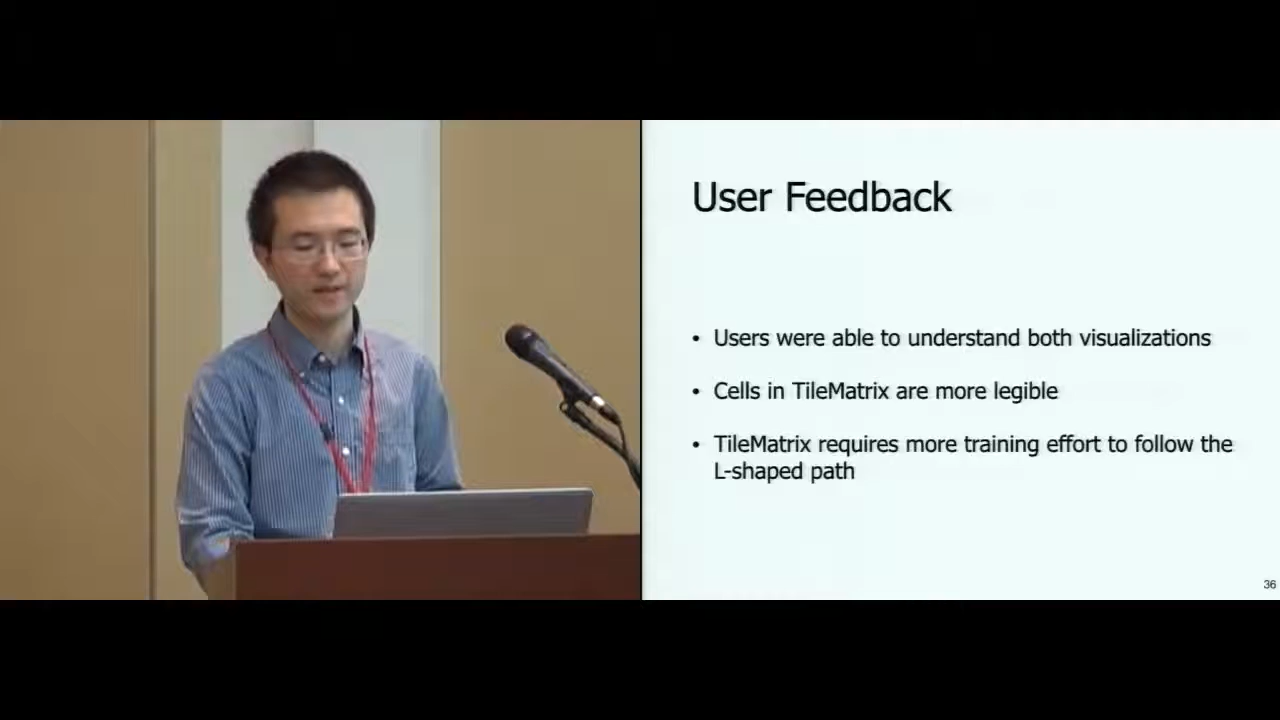 User Feedback
• Users were able to understand both visualizations
• Cells in TileMatrix are more legible
• TileMatrix requires more training effort to follow the
L-shaped path
36